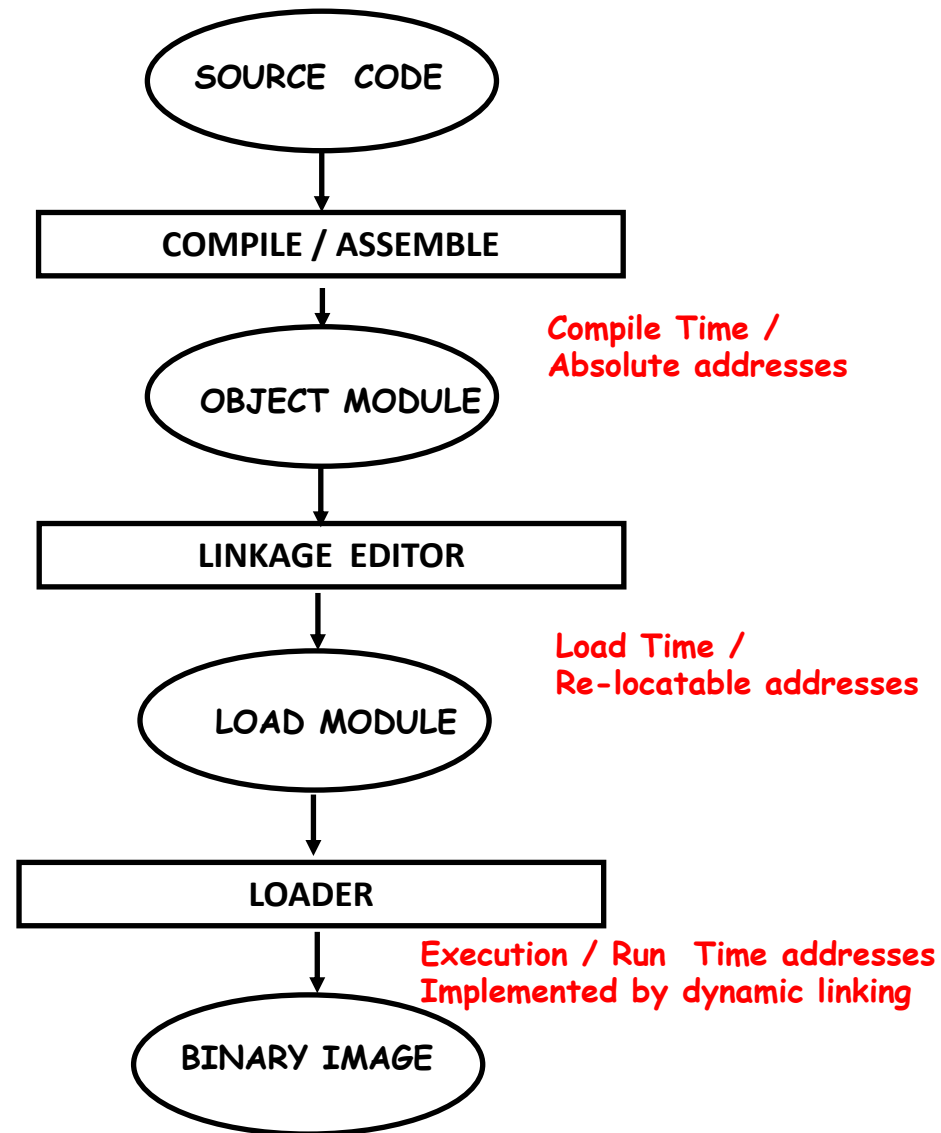 SOURCE CODE
COMPILE / ASSEMBLE
Compile Time /
Absolute addresses
OBJECT MODULE
LINKAGE EDITOR
Load Time /
Re-locatable addresses
LOAD MODULE
LOADER
Execution / Run Time addresses
Implemented by dynamic linking
BINARY IMAGE